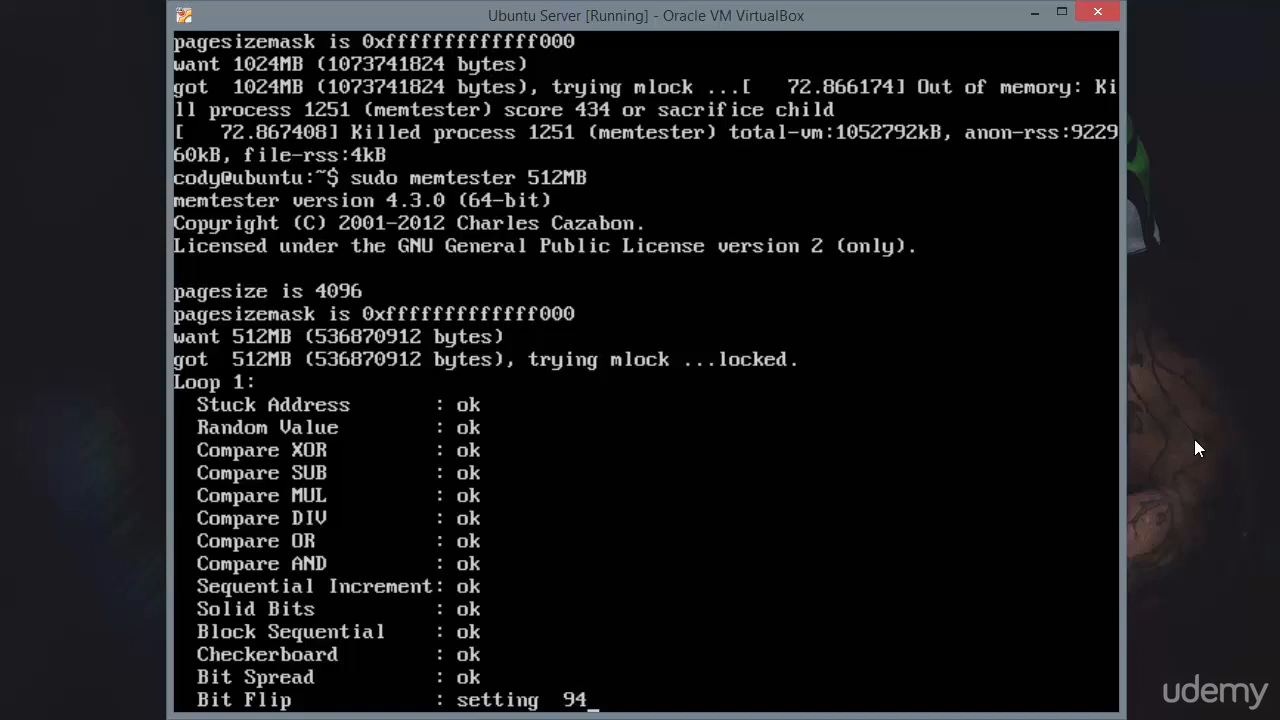 Ubuntu Server [Running] - Oracle VM VirtualBox
pagesizemask is 0xfffffffffffff000
want 1024MB (1073741824 bytes)
got  1024MB (1073741824 bytes), trying mlock ...[   72.866174] Out of memory: Ki
ll process 1251 (memtester) score 434 or sacrifice child
[   72.867408] Killed process 1251 (memtester) total-vm:1052792kB, anon-rss:9229
60kB, file-rss:4kB
cody@ubuntu:~$ sudo memtester 512MB
memtester version 4.3.0 (64-bit)
Copyright (C) 2001-2012 Charles Cazabon.
Licensed under the GNU General Public License version 2 (only).
pagesize is 4096
pagesizemask is 0xfffffffffffff000
want 512MB (536870912 bytes)
got  512MB (536870912 bytes), trying mlock ...locked.
Loop 1:
  Stuck Address       : ok
  Random Value        : ok
  Compare XOR         : ok
  Compare SUB         : ok
  Compare MUL         : ok
  Compare DIV         : ok
  Compare OR          : ok
  Compare AND         : ok
  Sequential Increment: ok
  Solid Bits          : ok
  Block Sequential    : ok
  Checkerboard        : ok
  Bit Spread          : ok
  Bit Flip            : setting  94_
udemy